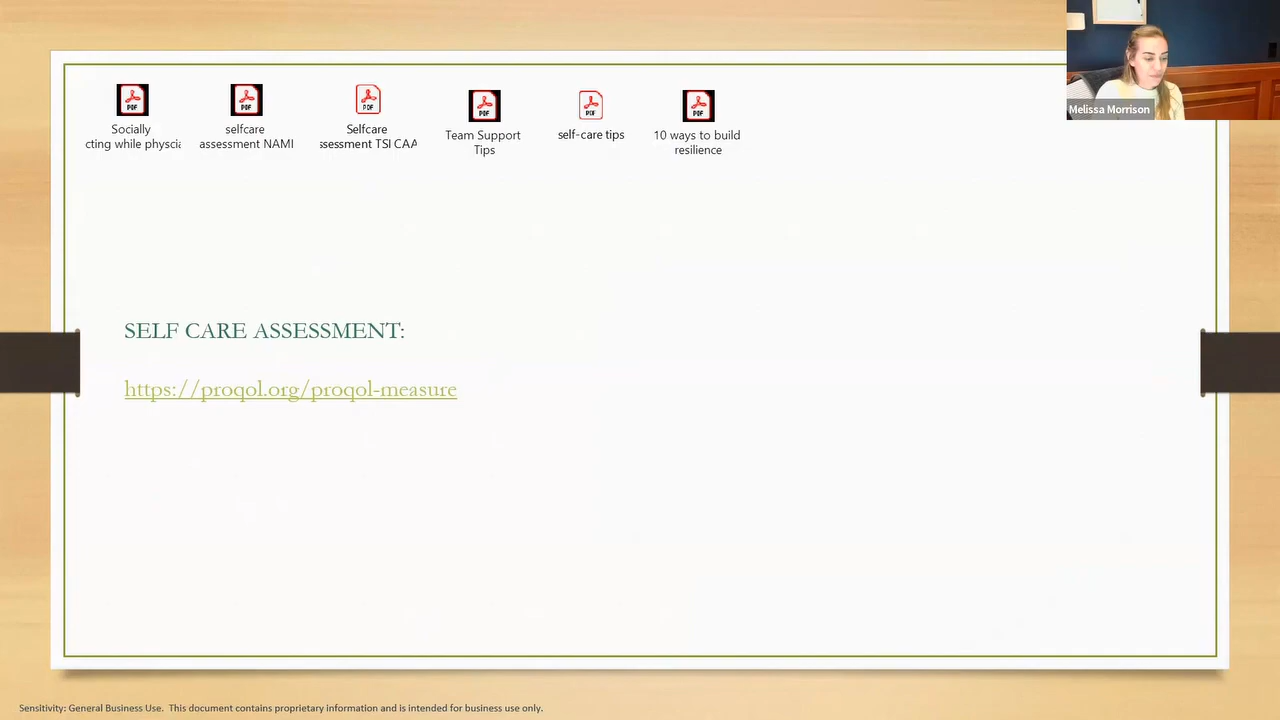 Socially
cting while physcia
selfcare
assessment NAMI
Selfcare
ssessment TSI CAA
Team Support
Tips
self-care tips
10 ways to build
resilience
Melissa Morrison
SELF CARE ASSESSMENT:
https://proqol.org/proqol-measure
Sensitivity: General Business Use. This document contains proprietary information and is intended for business use only.